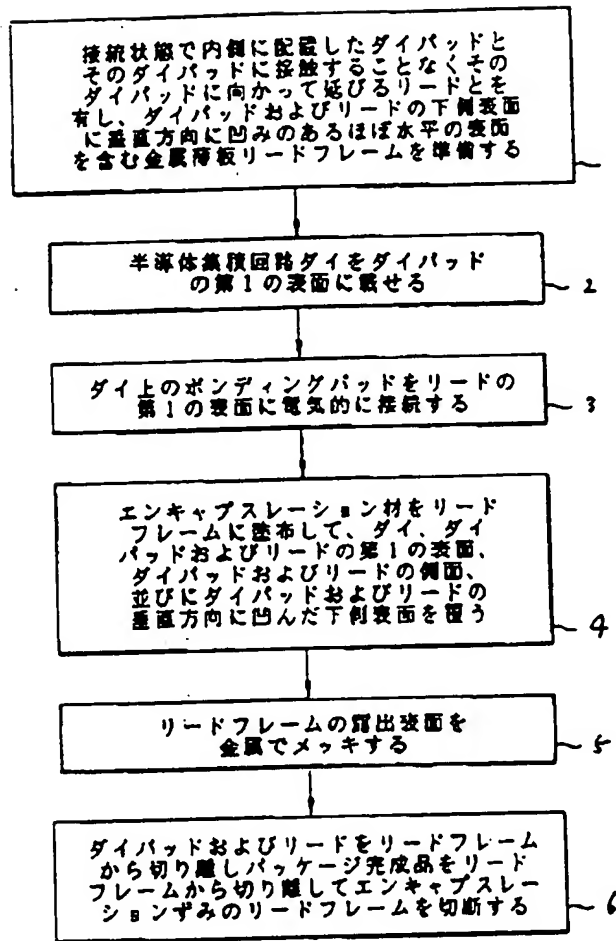 接続状態で内側に配設したダイパッドと
そのダイパッドに接触することなくその
ダイパッドに向かって延びるリードとを
有し、ダイパッドおよびリードの下側表面
に垂直方向に凹みのあるほぼ水平の表面
を含む金属薄板リードフレームを準備する
半導体集積回路ダイをダイパッド
の第1の表面に載せる
2
ダイ上のボンディングパッドをリードの
第1の表面に電気的に接続する
3
エンキャプスレーション材をリード
フレームに塗布して、ダイ、ダイ
パッドおよびリードの第1の表面、
ダイパッドおよびリードの側面、
並びにダイパッドおよびリードの
垂直方向に凹んだ下側表面を覆う
4
リードフレームの露出表面を
金属でメッキする
5
ダイパッドおよびリードをリードフレーム
から切り離しパッケージ完成品をリード
フレームから切り離してエンキャプスレー
ションずみのリードフレームを切断する
6